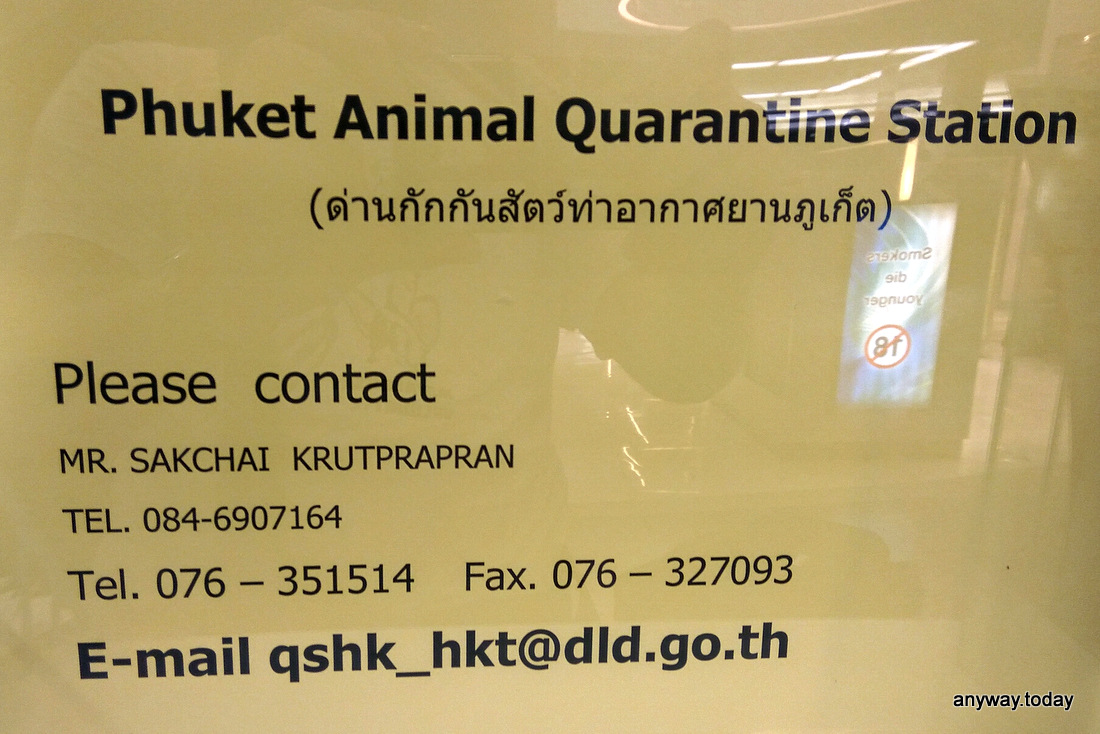 Phuket Animal Quarantine Station
(ด่านกักกันสัตว์ท่าอากาศยานภูเก็ต)
Smokers
die
younger
18
Please contact
MR. SAKCHAI KRUTPRAPRAN
TEL. 084-6907164
Tel. 076 – 351514 Fax. 076 – 327093
E-mail qshk_hkt@dld.go.th
anyway.today